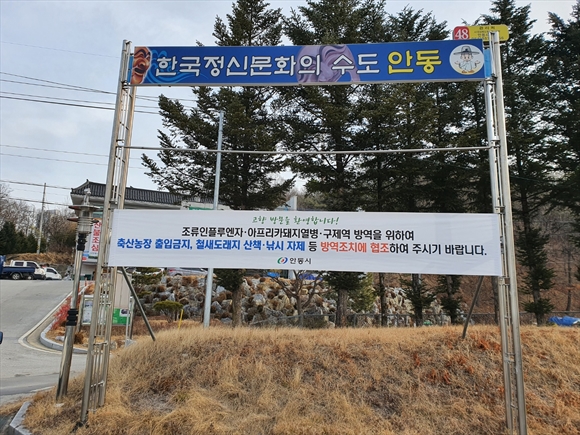 한국정신문화의 수도 안동
48
고향 방문을 환영합니다!
조류인플루엔자·아프리카돼지열병·구제역 방역을 위하여
축산농장 출입금지, 철새도래지 산책·낚시 자제 등 방역조치에 협조하여 주시기 바랍니다.
안동시